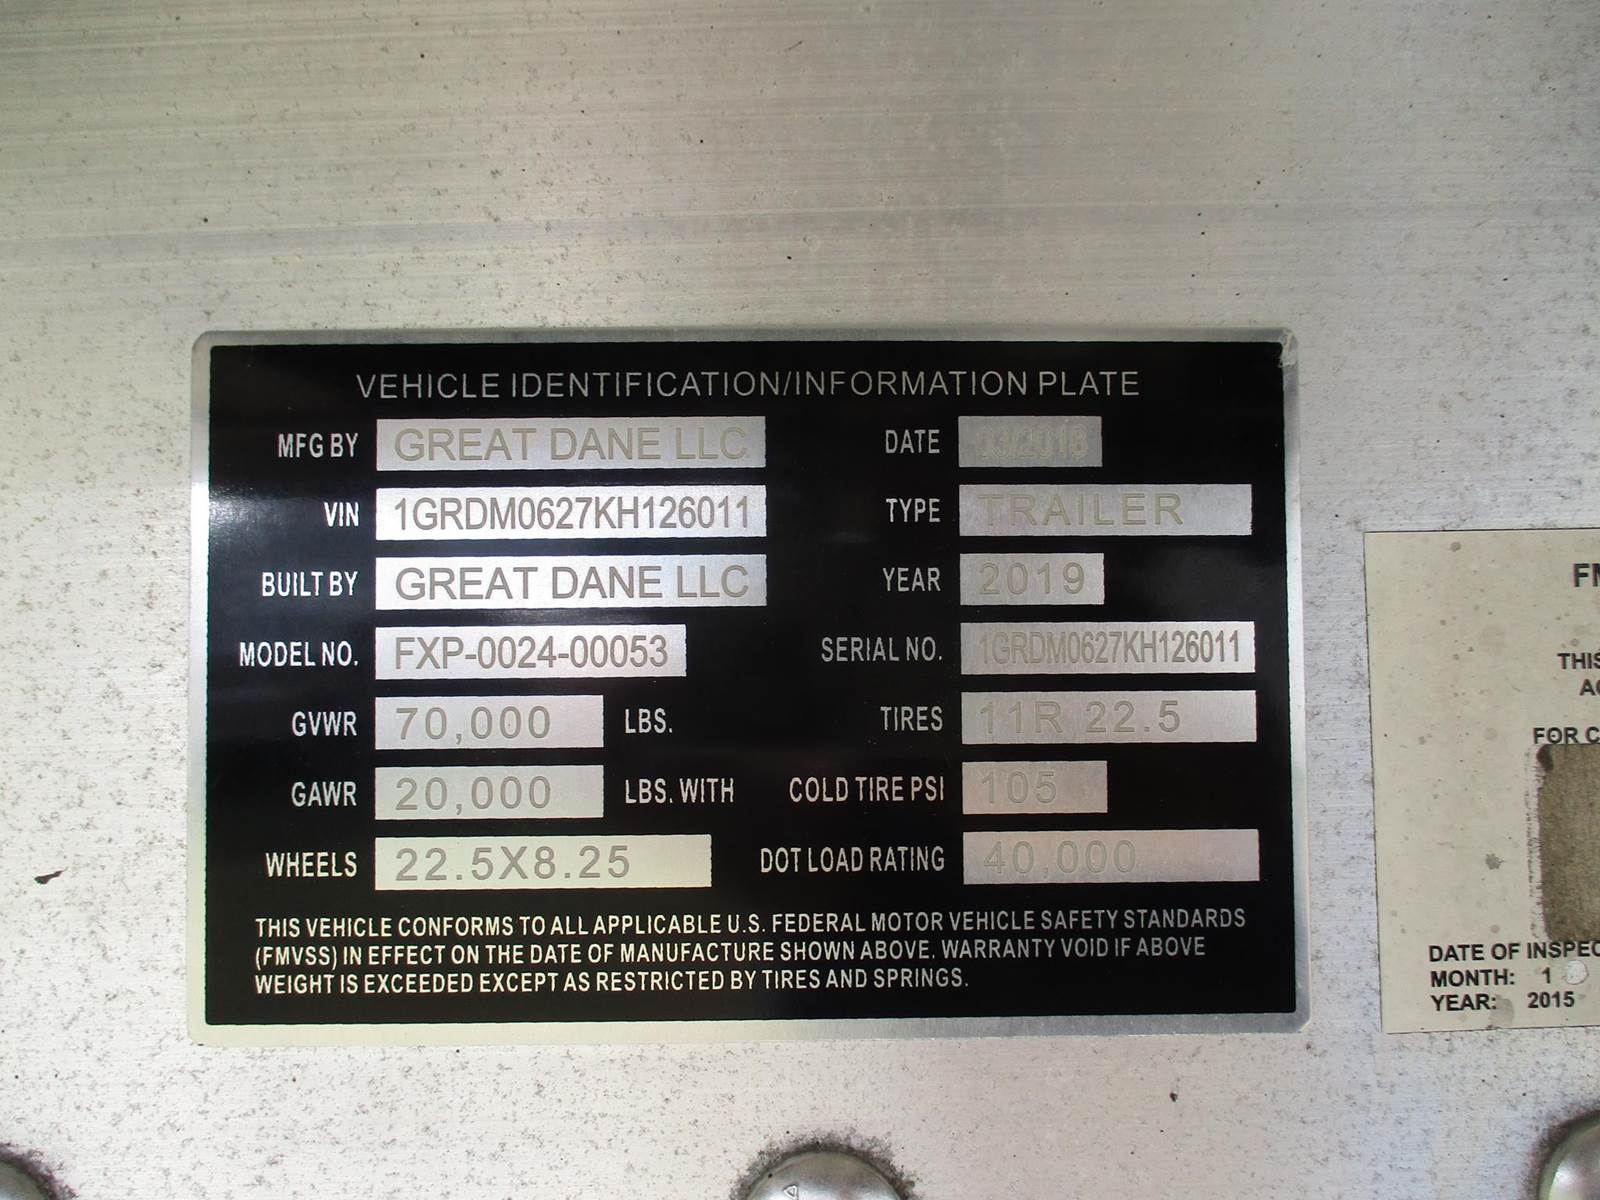 VEHICLE IDENTIFICATION/INFORMATION PLATE
MFG BY GREAT DANE LLC DATE
VIN 1GRDM0627KH126011 TYPE TRAILER
BUILT BY GREAT DANE LLC YEAR 2019
MODEL NO. FXP-0024-00053 SERIAL NO. 1GRDM0627KH126011
GVWR 70,000 LBS. TIRES 11R 22.5
GAWR 20,000 LBS. WITH COLD TIRE PSI 105
WHEELS 22.5X8.25 DOT LOAD RATING 40,000
THIS VEHICLE CONFORMS TO ALL APPLICABLE U.S. FEDERAL MOTOR VEHICLE SAFETY STANDARDS
(FMVSS) IN EFFECT ON THE DATE OF MANUFACTURE SHOWN ABOVE. WARRANTY VOID IF ABOVE
WEIGHT IS EXCEEDED EXCEPT AS RESTRICTED BY TIRES AND SPRINGS.
THIS
FOR
DATE OF INSPEC
MONTH: 1
YEAR: 2015